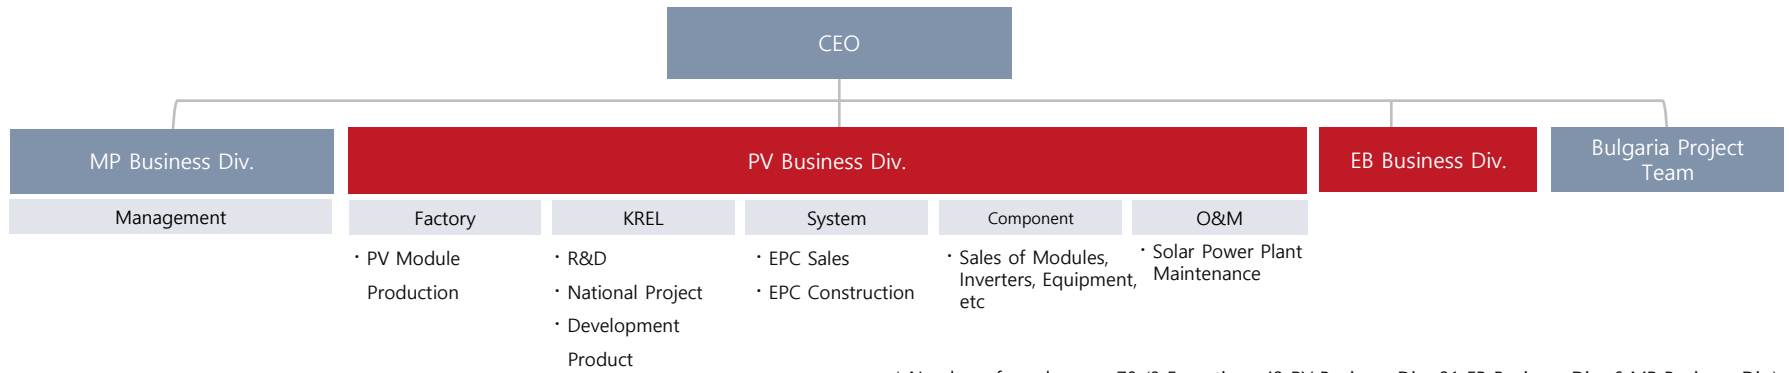 CEO
MP Business Div.
PV Business Div.
EB Business Div.
Bulgaria Project
Team
Management
Factory
KREL
System
Component
O&M
· PV Module
Production
· R&D
· National Project
· Development
Product
· EPC Sales
· EPC Construction
· Sales of Modules,
Inverters, Equipment,
etc
· Solar Power Plant
Maintenance